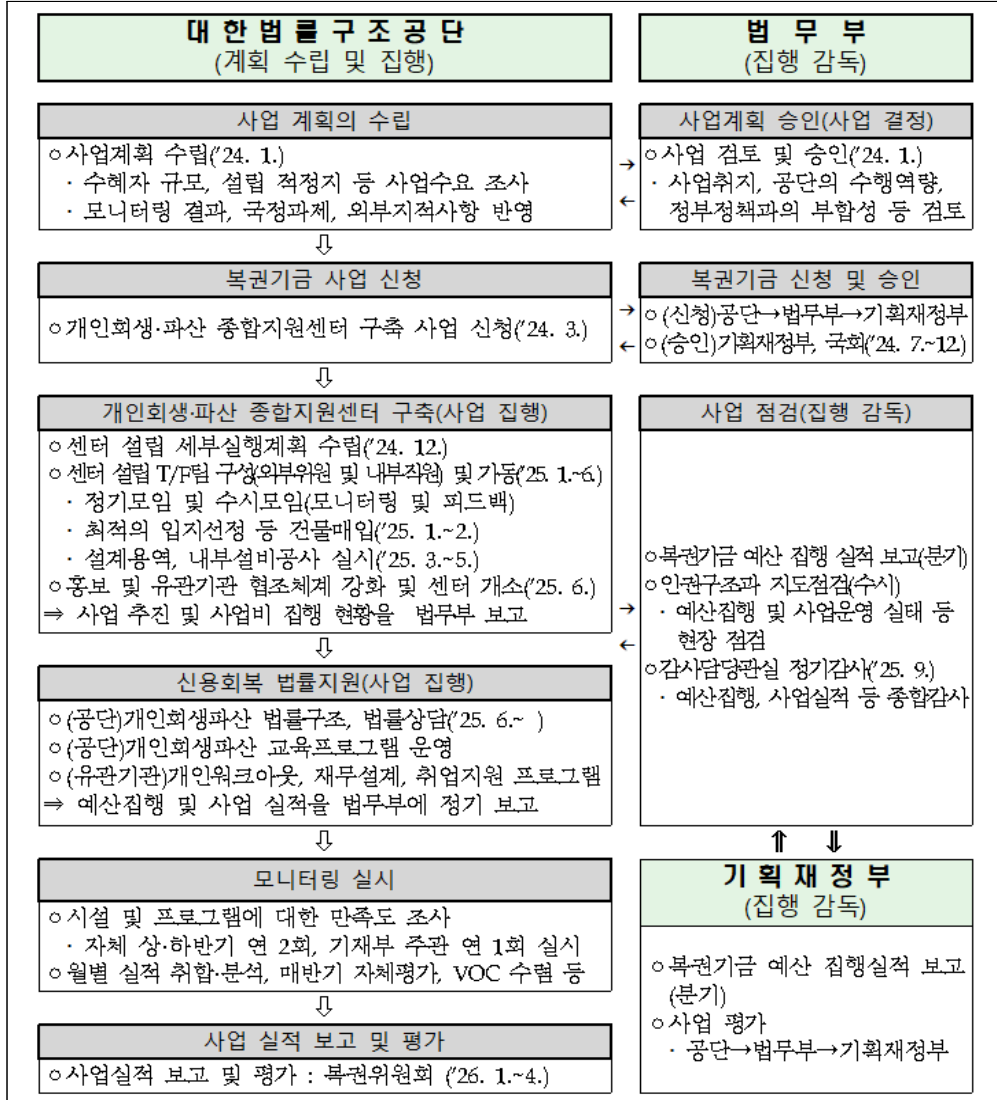 대한법률구조공단
(계획 수립 및 집행)
법무부
(집행 감독)
사업 계획의 수립
○사업계획 수립('24. 1.)
· 수혜자 규모, 설립 적정지 등 사업수요 조사
· 모니터링 결과, 국정과제, 외부지적사항 반영
→
←
사업계획 승인(사업 결정)
○사업 검토 및 승인('24. 1.)
· 사업취지, 공단의 수행역량,
정부정책과의 부합성 등 검토
⇩
복권기금 사업 신청
○개인회생·파산 종합지원센터 구축 사업 신청('24. 3.)
→
←
복권기금 신청 및 승인
○(신청)공단→법무부→기획재정부
○(승인)기획재정부, 국회('24. 7.~12.)
⇩
개인회생·파산 종합지원센터 구축(사업 집행)
○센터 설립 세부실행계획 수립('24. 12.)
○센터 설립 T/F팀 구성(외부위원 및 내부직원) 및 가동('25. 1.~6.)
· 정기모임 및 수시모임(모니터링 및 피드백)
· 최적의 입지선정 등 건물매입('25. 1.~2.)
· 설계용역, 내부설비공사 실시('25. 3.~5.)
○홍보 및 유관기관 협조체계 강화 및 센터 개소('25. 6.)
⇒ 사업 추진 및 사업비 집행 현황을 법무부 보고
⇩
신용회복 법률지원(사업 집행)
○(공단)개인회생파산 법률구조, 법률상담('25. 6.~ )
○(공단)개인회생파산 교육프로그램 운영
○(유관기관)개인워크아웃, 재무설계, 취업지원 프로그램
⇒ 예산집행 및 사업 실적을 법무부에 정기 보고
→
←
사업 점검(집행 감독)
○복권기금 예산 집행 실적 보고(분기)
○인권구조과 지도점검(수시)
· 예산집행 및 사업운영 실태 등
현장 점검
○감사담당관실 정기감사('25. 9.)
· 예산집행, 사업실적 등 종합감사
⇩
모니터링 실시
○시설 및 프로그램에 대한 만족도 조사
· 자체 상·하반기 연 2회, 기재부 주관 연 1회 실시
○월별 실적 취합·분석, 매반기 자체평가, VOC 수렴 등
⇩
사업 실적 보고 및 평가
○사업실적 보고 및 평가 : 복권위원회 ('26. 1.~4.)
⇑ ⇓
기획재정부
(집행 감독)
○복권기금 예산 집행실적 보고
(분기)
○사업 평가
· 공단→법무부→기획재정부